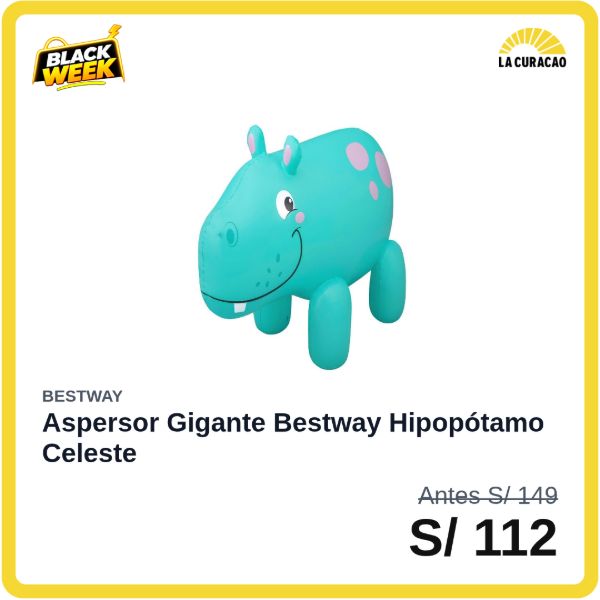 BLACK
WEEK
LA CURACAO
BESTWAY
Aspersor Gigante Bestway Hipopótamo
Celeste
Antes S/ 149
S/ 112